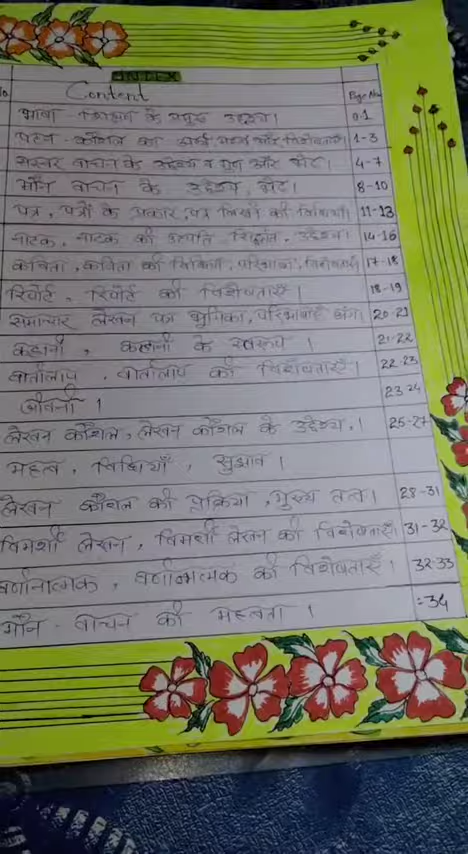 INDEX
No. Content Page No.
भाषा - शिक्षण के प्रमुख उद्देश्य। 0-1
पठन - कौशल का अर्थ, महत्व और विशेषताएँ। 1-3
सस्वर वाचन के उद्देश्य व गुण और भेद। 4-7
मौन वाचन के उद्देश्य, भेद। 8-10
पत्र, पत्रों के प्रकार, पत्र लिखने की विधियाँ। 11-13
नाटक, नाटक की उत्पति, सिद्धांत, उद्देश्य। 14-16
कविता, कविता की परिभाषा, विशेषताएँ 17-18
रिपोर्ट, रिपोर्ट की विशेषताएँ। 18-19
समाचार लेखन भूमिका, परिभाषाएँ अंग। 20-21
कहानी, कहानी के स्वरूप। 21-22
वार्तालाप, वार्तालाप की विशेषताएँ। 22-23
जीवनी। 23-24
लेखन कौशल, लेखन कौशल के उद्देश्य,। 25-27
महत्व, विधियाँ, सुझाव।
लेखन कौशल की प्रक्रिया, मुख्य तत्व। 28-31
विमर्शी लेखन, विमर्शी लेखन की विशेषताएँ। 31-32
वर्णनात्मक, वर्णनात्मक की विशेषताएँ। 32-33
मौन - वाचन की महत्वता। =34